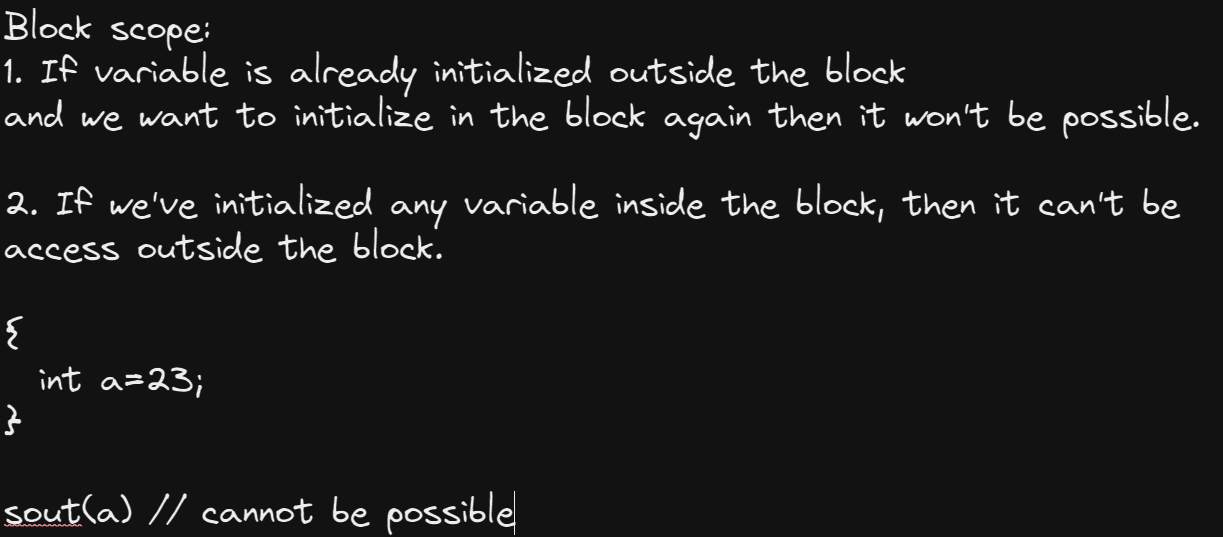 Block scope:
1. If variable is already initialized outside the block
and we want to initialize in the block again then it won't be possible.
2. If we've initialized any variable inside the block, then it can't be
access outside the block.
{
int a=23;
}
sout(a) // cannot be possible